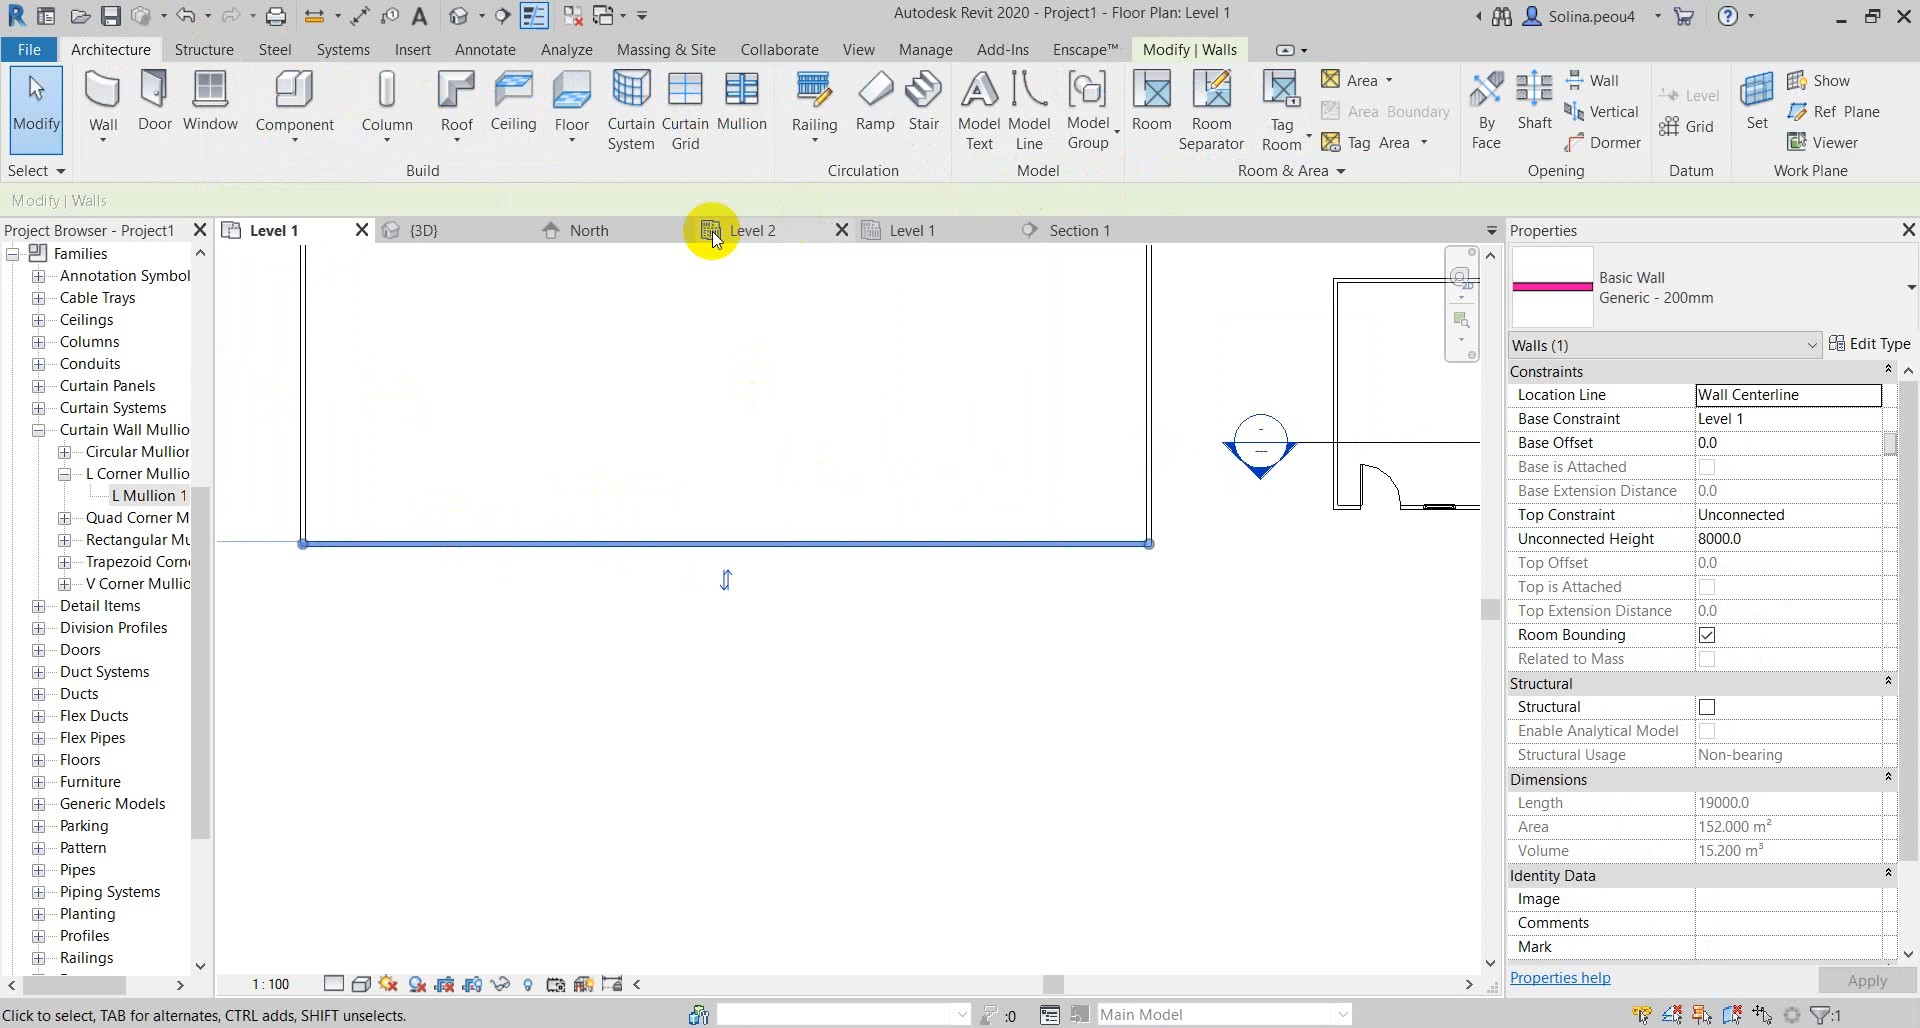 Autodesk Revit 2020 - Project1 - Floor Plan: Level 1
Solina.peou4
File Architecture Structure Steel Systems Insert Annotate Analyze Massing & Site Collaborate View Manage Add-Ins Enscape™ Modify | Walls
Modify Wall Door Window Component Column Roof Ceiling Floor Curtain System Curtain Grid Mullion Railing Ramp Stair Model Text Model Line Model Group Room Room Separator Tag Room Area Area Boundary Tag Area By Face Shaft Wall Vertical Dormer Level Grid Set Show Ref Plane Viewer
Select Build Circulation Model Room & Area Opening Datum Work Plane
Modify | Walls
Project Browser - Project1
Level 1 {3D} North Level 2 Level 1 Section 1
Properties
Families
Annotation Symbol
Cable Trays
Ceilings
Columns
Conduits
Curtain Panels
Curtain Systems
Curtain Wall Mullio
Circular Mullior
L Corner Mullio
L Mullion 1
Quad Corner M
Rectangular Mu
Trapezoid Corn
V Corner Mullic
Detail Items
Division Profiles
Doors
Duct Systems
Ducts
Flex Ducts
Flex Pipes
Floors
Furniture
Generic Models
Parking
Pattern
Pipes
Piping Systems
Planting
Profiles
Railings
2D
Basic Wall
Generic - 200mm
Walls (1) Edit Type
Constraints
Location Line Wall Centerline
Base Constraint Level 1
Base Offset 0.0
Base is Attached
Base Extension Distance 0.0
Top Constraint Unconnected
Unconnected Height 8000.0
Top Offset 0.0
Top is Attached
Top Extension Distance 0.0
Room Bounding
Related to Mass
Structural
Structural
Enable Analytical Model
Structural Usage Non-bearing
Dimensions
Length 19000.0
Area 152.000 m²
Volume 15.200 m³
Identity Data
Image
Comments
Mark
Properties help Apply
1 : 100
Click to select, TAB for alternates, CTRL adds, SHIFT unselects.
:0
Main Model
:1